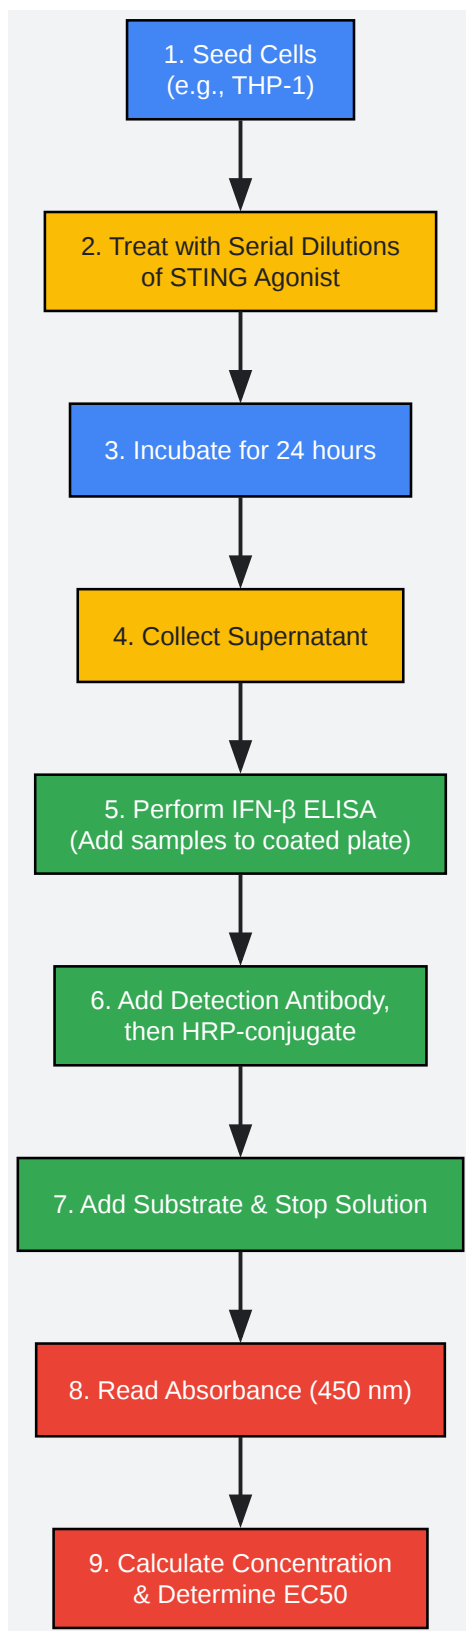 1. Seed Cells
(e.g., THP-1)
2. Treat with Serial Dilutions
of STING Agonist
3. Incubate for 24 hours
4. Collect Supernatant
5. Perform IFN-β ELISA
(Add samples to coated plate)
6. Add Detection Antibody,
then HRP-conjugate
7. Add Substrate & Stop Solution
8. Read Absorbance (450 nm)
9. Calculate Concentration
& Determine EC50